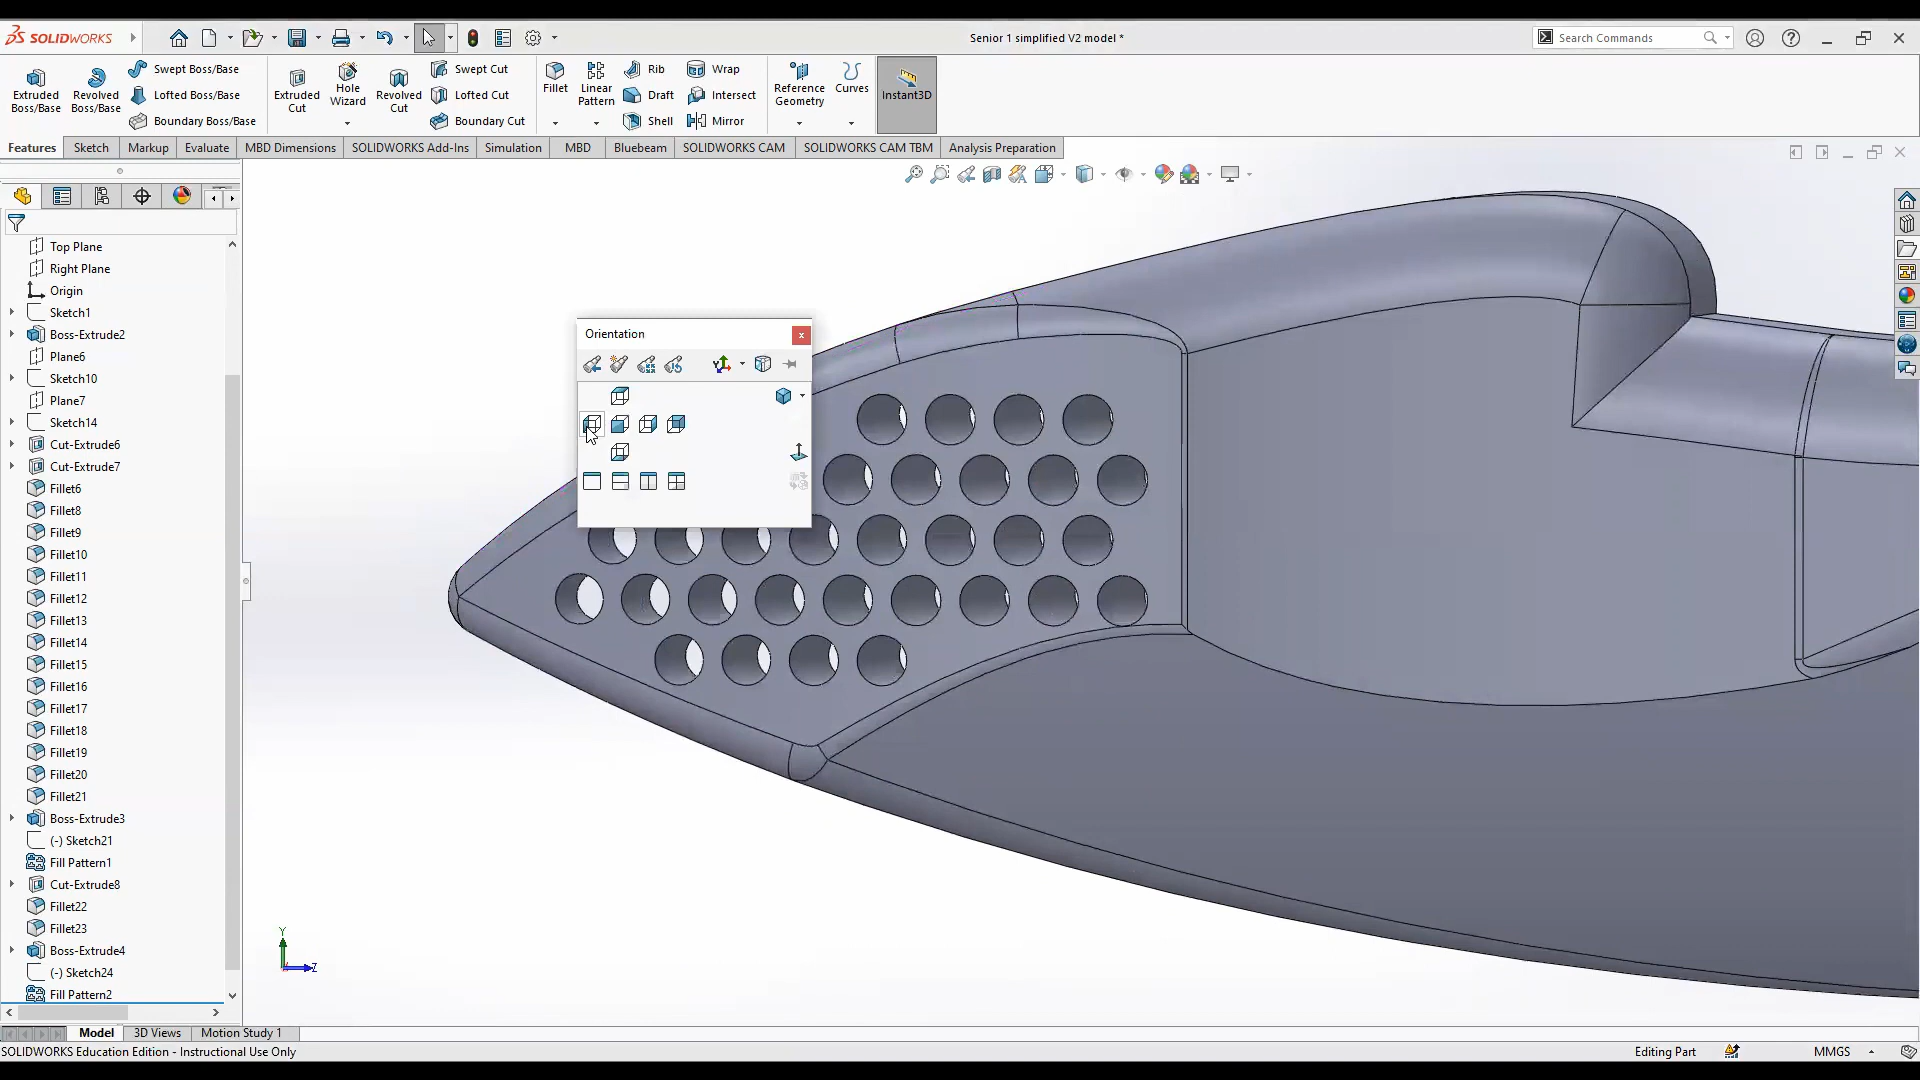 SOLIDWORKS
Senior 1 simplified V2 model *
Search Commands
Extruded Boss/Base
Revolved Boss/Base
Swept Boss/Base
Lofted Boss/Base
Boundary Boss/Base
Extruded Cut
Hole Wizard
Revolved Cut
Swept Cut
Lofted Cut
Boundary Cut
Fillet
Linear Pattern
Rib
Draft
Shell
Wrap
Intersect
Mirror
Reference Geometry
Curves
Instant3D
Features
Sketch
Markup
Evaluate
MBD Dimensions
SOLIDWORKS Add-Ins
Simulation
MBD
Bluebeam
SOLIDWORKS CAM
SOLIDWORKS CAM TBM
Analysis Preparation
Top Plane
Right Plane
Origin
Sketch1
Boss-Extrude2
Plane6
Sketch10
Plane7
Sketch14
Cut-Extrude6
Cut-Extrude7
Fillet6
Fillet8
Fillet9
Fillet10
Fillet11
Fillet12
Fillet13
Fillet14
Fillet15
Fillet16
Fillet17
Fillet18
Fillet19
Fillet20
Fillet21
Boss-Extrude3
(-) Sketch21
Fill Pattern1
Cut-Extrude8
Fillet22
Fillet23
Boss-Extrude4
(-) Sketch24
Fill Pattern2
Orientation
Y
Z
Model
3D Views
Motion Study 1
SOLIDWORKS Education Edition - Instructional Use Only
Editing Part
MMGS